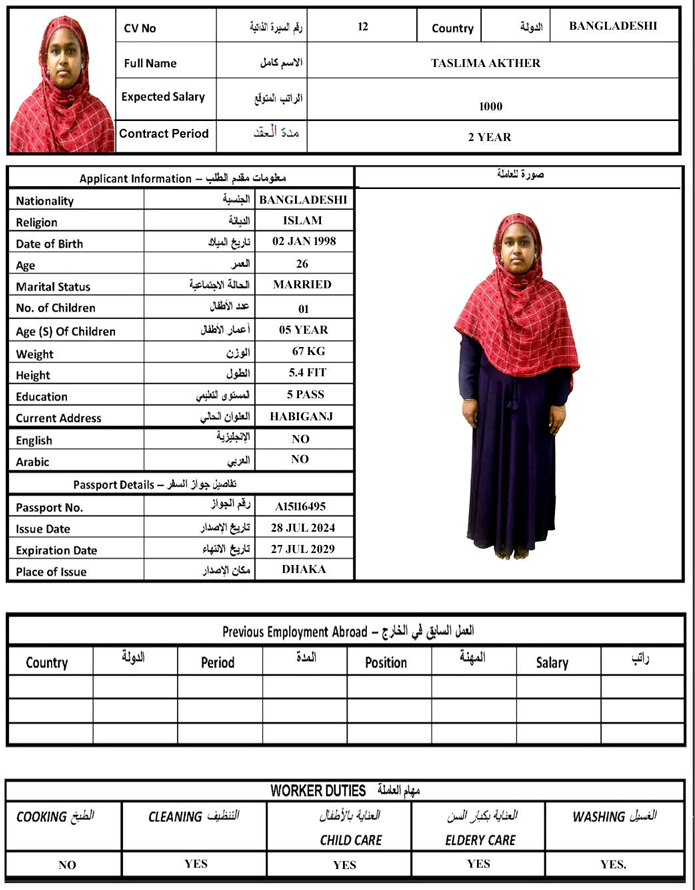 CV No رقم السيرة الذاتية 12 Country الدولة BANGLADESHI
Full Name الاسم كامل TASLIMA AKTHER
Expected Salary الراتب المتوقع 1000
Contract Period مدة العقد 2 YEAR
Applicant Information – معلومات مقدم الطلب
صورة للعاملة
Nationality الجنسية BANGLADESHI
Religion الديانة ISLAM
Date of Birth تاريخ الميلاد 02 JAN 1998
Age العمر 26
Marital Status الحالة الاجتماعية MARRIED
No. of Children عدد الأطفال 01
Age (S) Of Children أعمار الأطفال 05 YEAR
Weight الوزن 67 KG
Height الطول 5.4 FIT
Education المستوى التعليمي 5 PASS
Current Address العنوان الحالي HABIGANJ
English الإنجليزية NO
Arabic العربي NO
Passport Details – تفاصيل جواز السفر
Passport No. رقم الجواز A15116495
Issue Date تاريخ الإصدار 28 JUL 2024
Expiration Date تاريخ الانتهاء 27 JUL 2029
Place of Issue مكان الإصدار DHAKA
Previous Employment Abroad – العمل السابق في الخارج
Country الدولة Period المدة Position المهنة Salary راتب
WORKER DUTIES مهام العاملة
COOKING الطبخ CLEANING التنظيف العناية بالأطفال العناية بكبار السن WASHING الغسيل
CHILD CARE ELDERY CARE
NO YES YES YES YES.